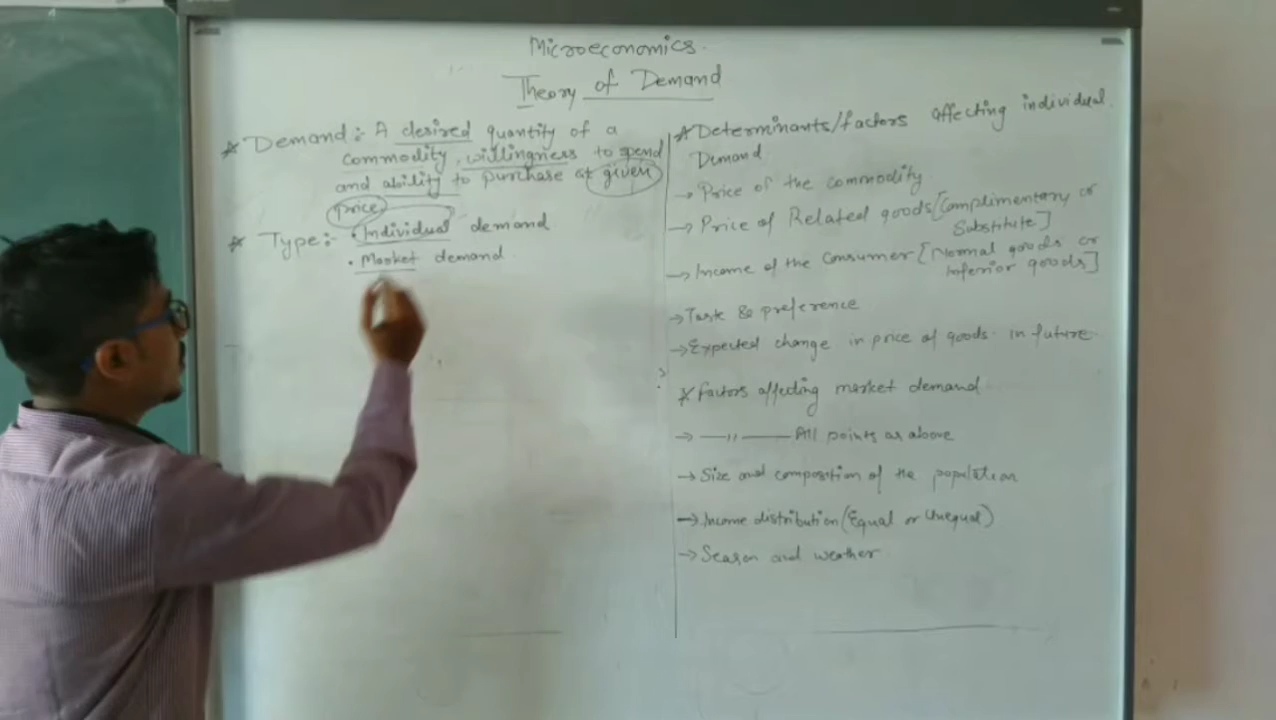 Microeconomics.
Theory of Demand
* Demand :- A desired quantity of a
commodity, willingness to spend
and ability to purchase at given
price
* Type:- • Individual demand
• Market demand
* Determinants/factors affecting individual
Demand
→ Price of the commodity
→ Price of Related goods [Complimentary or
Substitute]
→ Income of the Consumer [Normal goods or
Inferior goods]
→ Taste & preference
→ Expected change in price of goods in future
* Factors affecting market demand
→ —— 〃 —— All points as above
→ Size and composition of the population
→ Income distribution (Equal or Unequal)
→ Season and weather